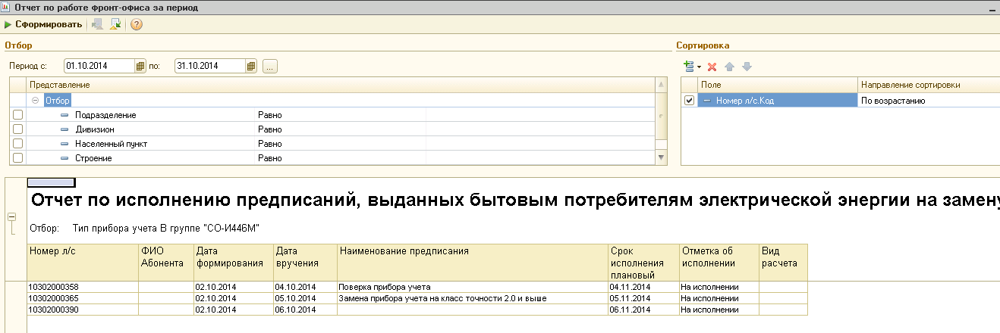 Отчет по работе фронт-офиса за период
Сформировать ?
Отбор
Период с: 01.10.2014 по: 31.10.2014 ...
Представление
Отбор
Подразделение Равно
Дивизион Равно
Населенный пункт Равно
Строение Равно
Сортировка
Поле Направление сортировки
Номер л/с.Код По возрастанию
Отчет по исполнению предписаний, выданных бытовым потребителям электрической энергии на замену
Отбор: Тип прибора учета В группе "СО-И446М"
Номер л/с ФИО Дата Дата Наименование предписания Срок Отметка об Вид
Абонента формирования вручения исполнения исполнении расчета
плановый
10302000358 02.10.2014 04.10.2014 Поверка прибора учета 04.11.2014 На исполнении
10302000365 02.10.2014 05.10.2014 Замена прибора учета на класс точности 2.0 и выше 05.11.2014 На исполнении
10302000390 02.10.2014 06.10.2014 06.11.2014 На исполнении